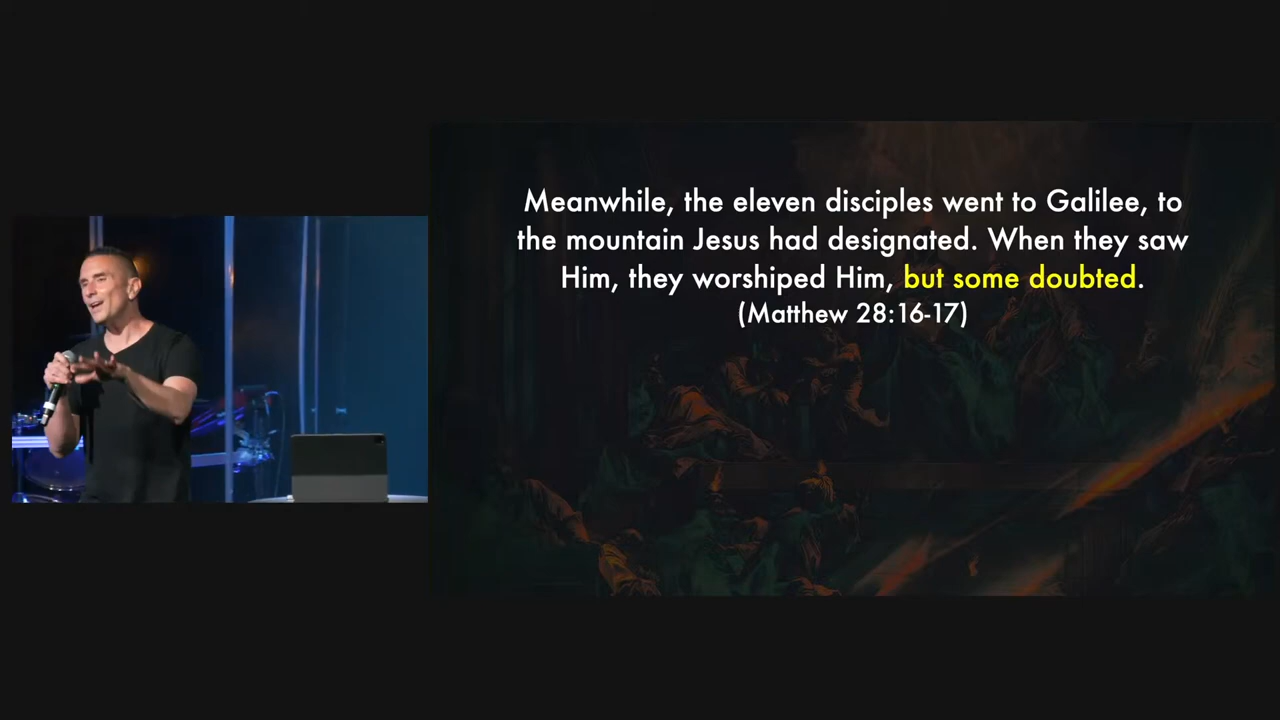 Meanwhile, the eleven disciples went to Galilee, to
the mountain Jesus had designated. When they saw
Him, they worshiped Him, but some doubted.
(Matthew 28:16-17)